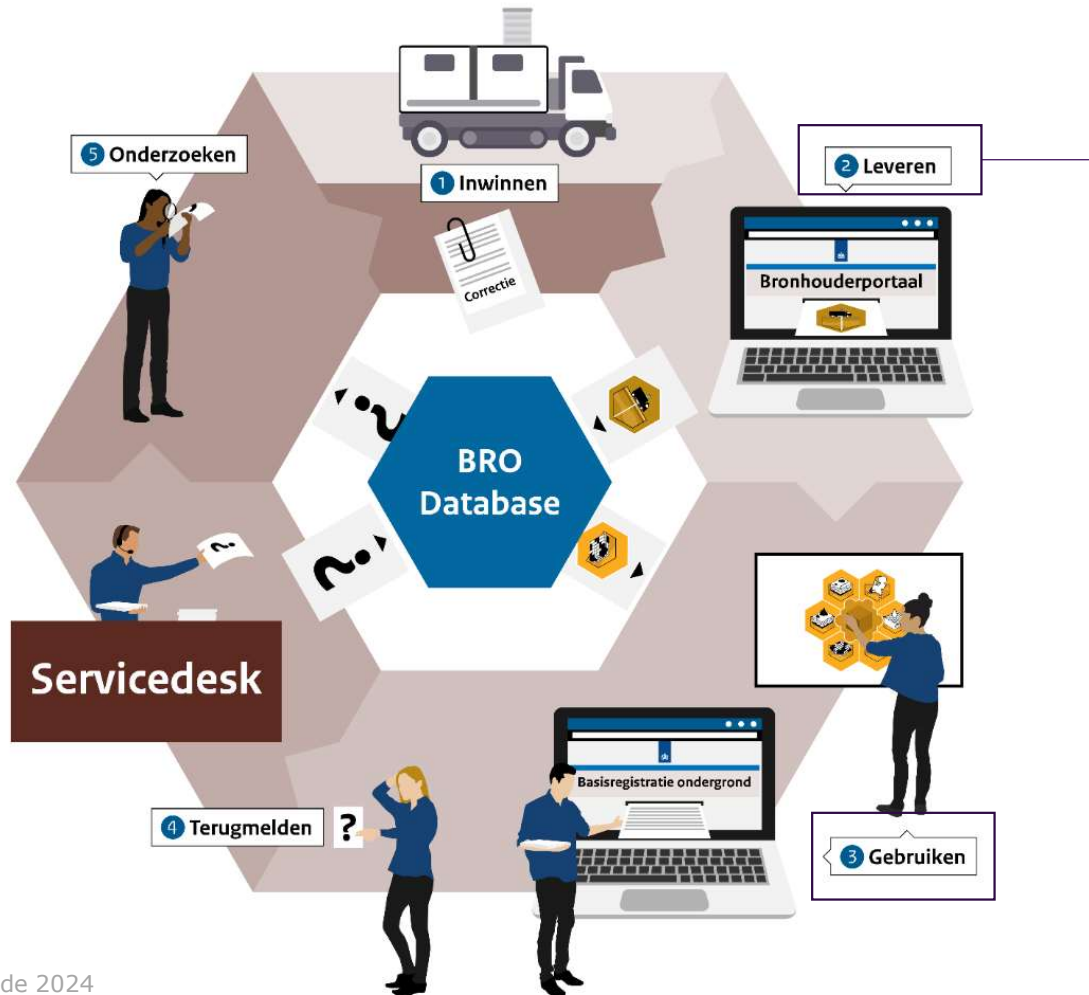 5 Onderzoeken
1 Inwinnen
2 Leveren
Correctie
Bronhouderportaal
BRO
Database
?
?
?
?
Servicedesk
Basisregistratie ondergrond
4 Terugmelden
?
3 Gebruiken
de 2024